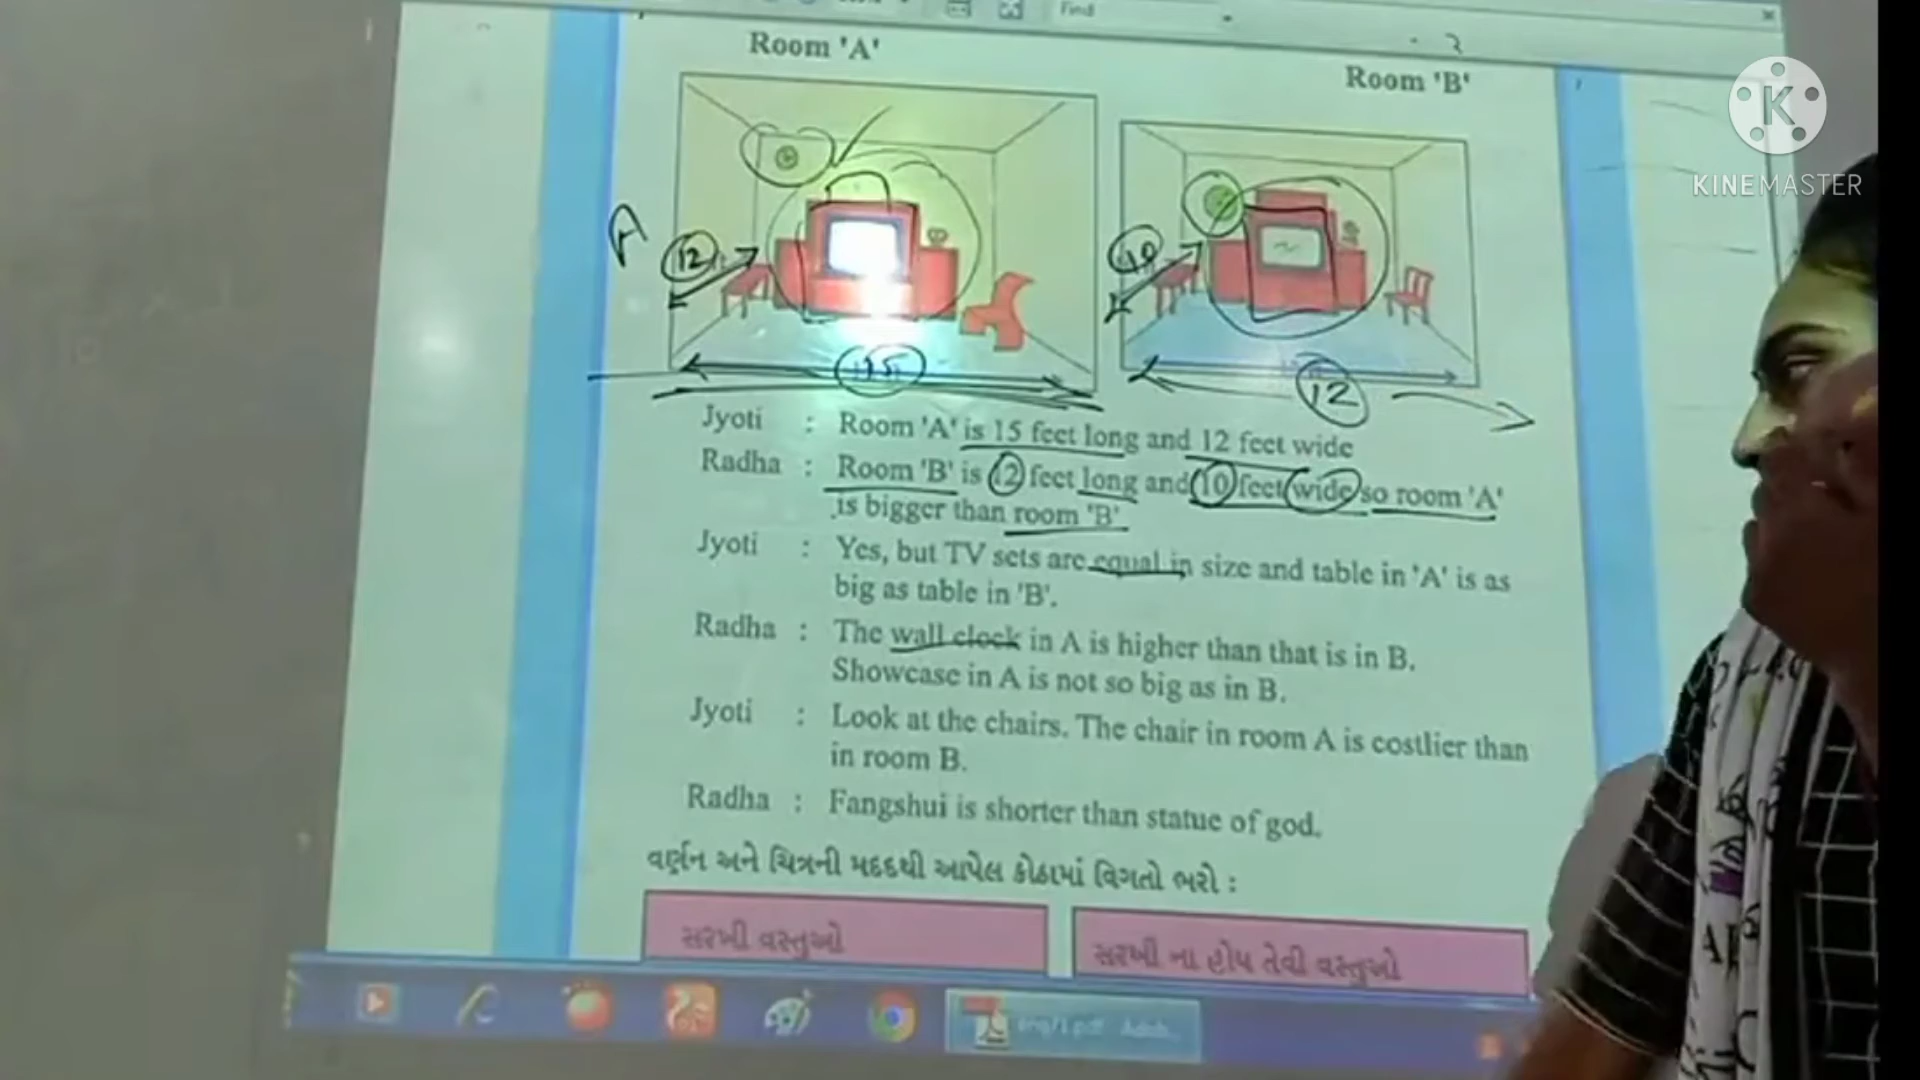 Find
Room 'A'
Room 'B'
KINEMASTER
A
12
10
15
12
Jyoti : Room 'A' is 15 feet long and 12 feet wide
Radha : Room 'B' is 12 feet long and 10 feet wide so room 'A'
is bigger than room 'B'
Jyoti : Yes, but TV sets are equal in size and table in 'A' is as
big as table in 'B'.
Radha : The wall clock in A is higher than that is in B.
Showcase in A is not so big as in B.
Jyoti : Look at the chairs. The chair in room A is costlier than
in room B.
Radha : Fangshui is shorter than statue of god.
વર્ણન અને ચિત્રની મદદથી આપેલ કોઠામાં વિગતો ભરો :
સરખી વસ્તુઓ
સરખી ના હોય તેવી વસ્તુઓ